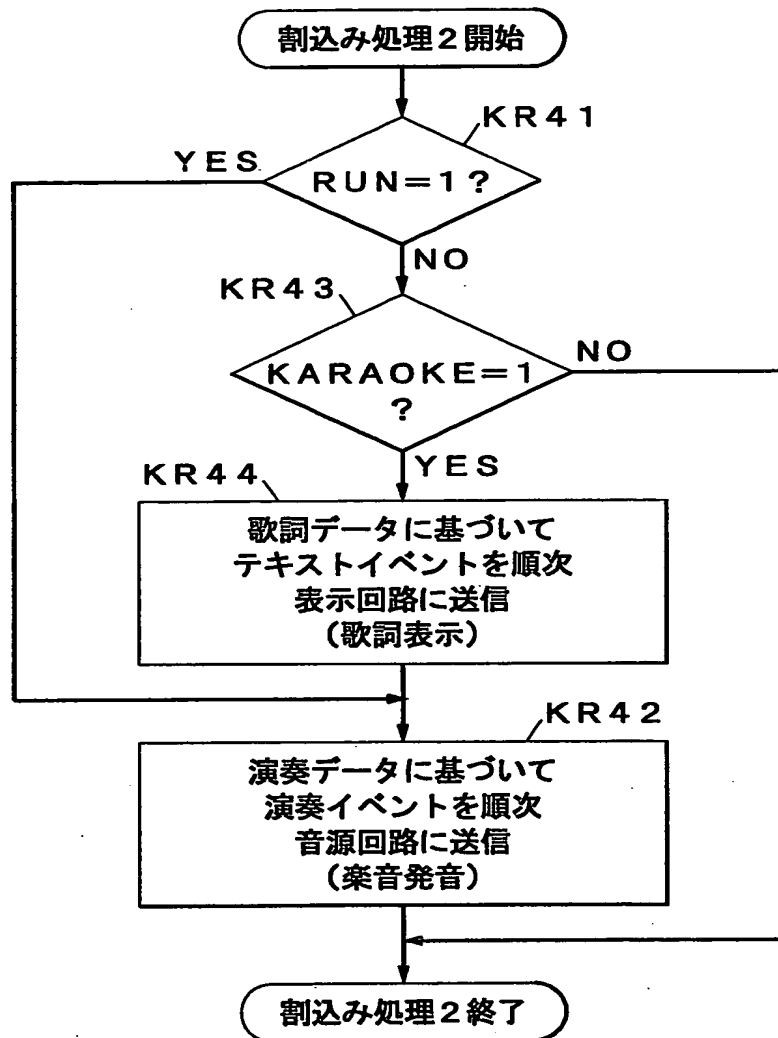 割込み処理2開始
KR41
YES
RUN=1?
NO
KR43
NO
KARAOKE=1
?
YES
KR44
歌詞データに基づいて
テキストイベントを順次
表示回路に送信
(歌詞表示)
KR42
演奏データに基づいて
演奏イベントを順次
音源回路に送信
(楽音発音)
割込み処理2終了